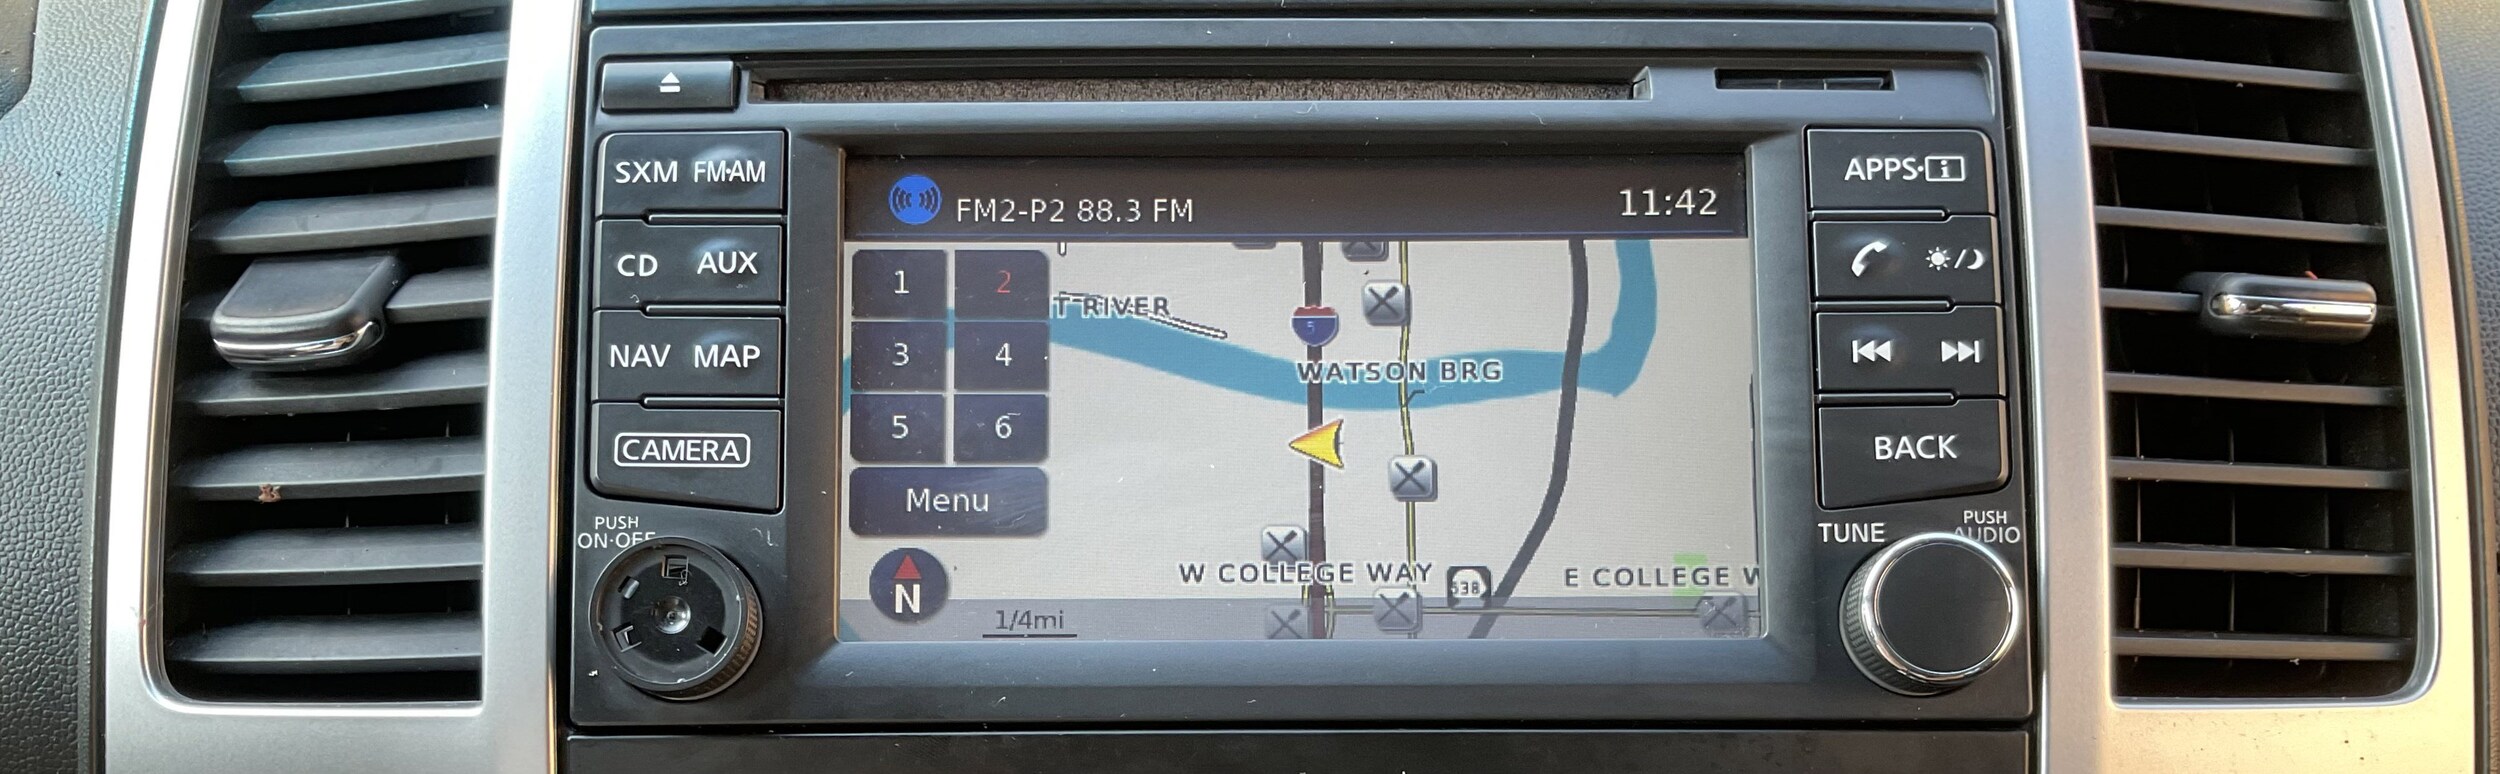 SXM FM·AM
CD AUX
NAV MAP
CAMERA
PUSH
ON·OFF
FM2-P2 88.3 FM
11:42
1 2
3 4
5 6
Menu
N
1/4mi
T RIVER
5
WATSON BRG
W COLLEGE WAY
538
E COLLEGE W
APPS·i
BACK
TUNE
PUSH
AUDIO